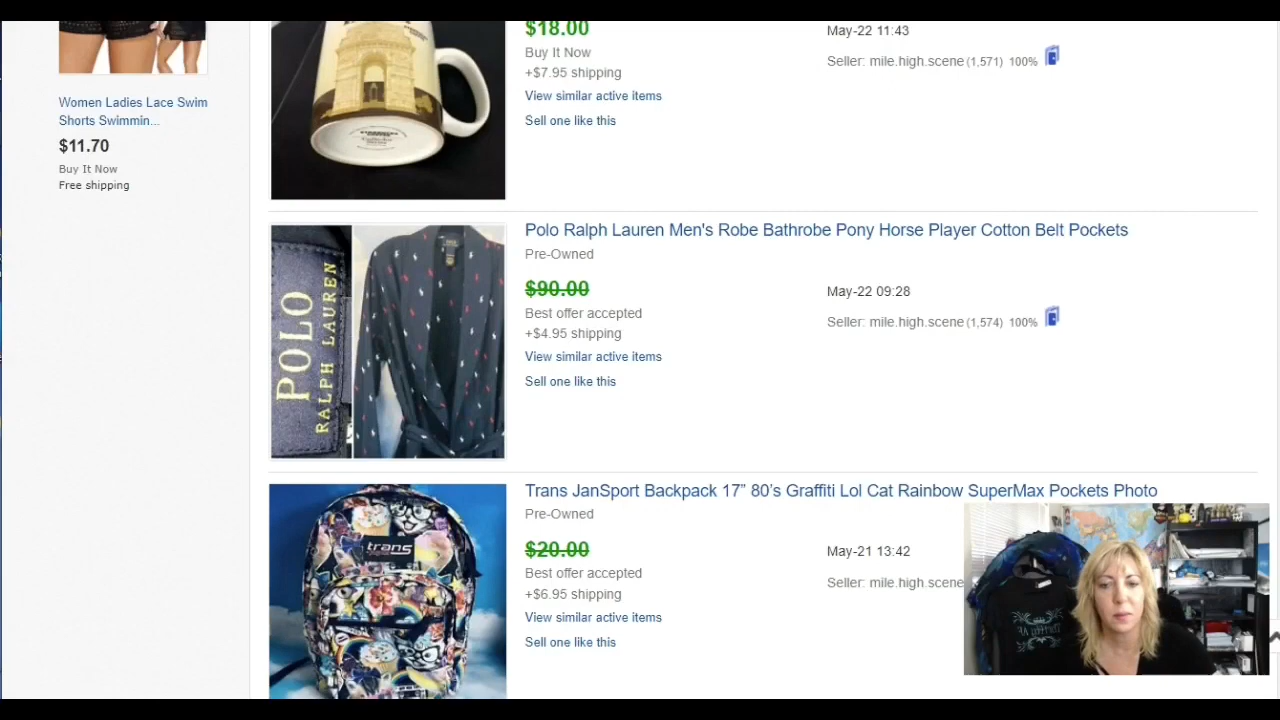 Women Ladies Lace Swim
Shorts Swimmin...
$11.70
Buy It Now
Free shipping
$18.00
Buy It Now
+$7.95 shipping
View similar active items
Sell one like this
May-22 11:43
Seller: mile.high.scene (1,571) 100%
POLO
RALPH LAUREN
Polo Ralph Lauren Men's Robe Bathrobe Pony Horse Player Cotton Belt Pockets
Pre-Owned
$90.00
Best offer accepted
+$4.95 shipping
View similar active items
Sell one like this
May-22 09:28
Seller: mile.high.scene (1,574) 100%
trans
Trans JanSport Backpack 17” 80’s Graffiti Lol Cat Rainbow SuperMax Pockets Photo
Pre-Owned
$20.00
Best offer accepted
+$6.95 shipping
View similar active items
Sell one like this
May-21 13:42
Seller: mile.high.scene